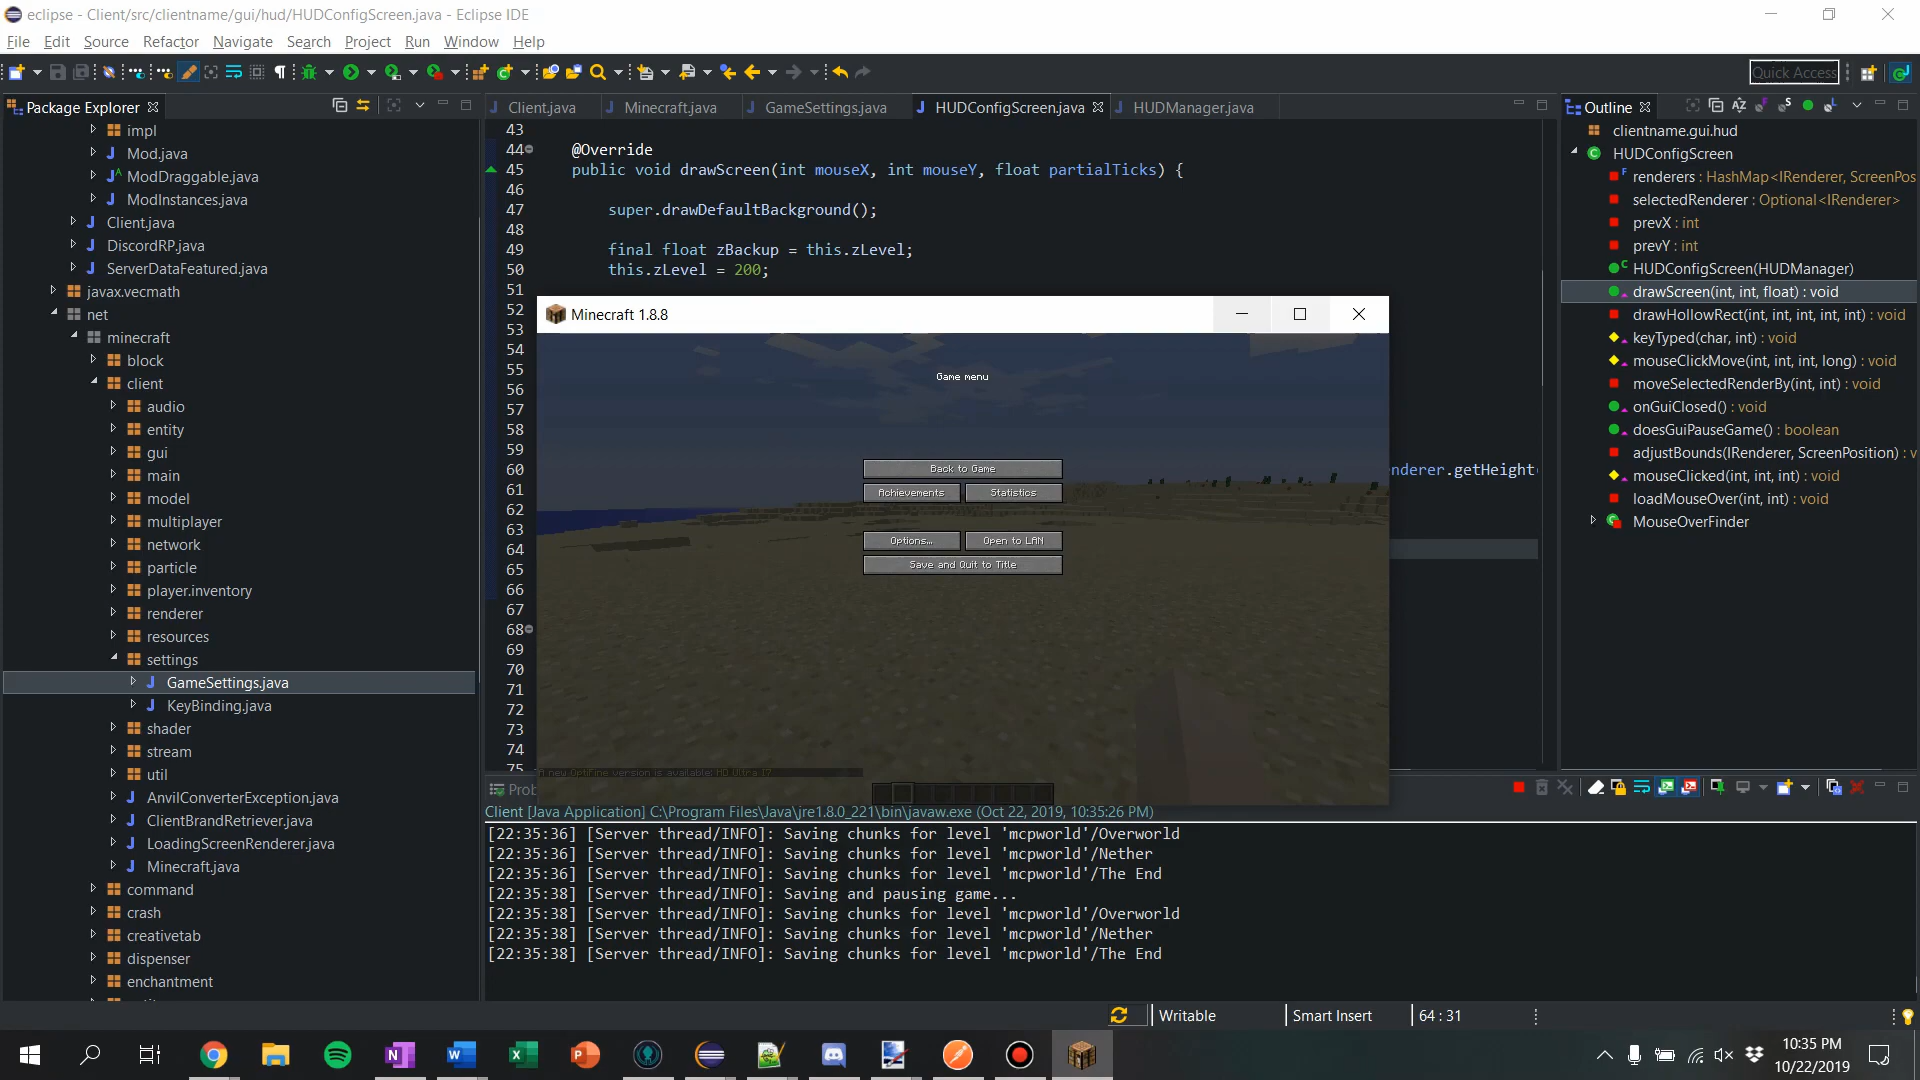 eclipse - Client/src/clientname/gui/hud/HUDConfigScreen.java - Eclipse IDE
File Edit Source Refactor Navigate Search Project Run Window Help
Quick Access
Package Explorer
impl
Mod.java
ModDraggable.java
ModInstances.java
Client.java
DiscordRP.java
ServerDataFeatured.java
javax.vecmath
net
minecraft
block
client
audio
entity
gui
main
model
multiplayer
network
particle
player.inventory
renderer
resources
settings
GameSettings.java
KeyBinding.java
shader
stream
util
AnvilConverterException.java
ClientBrandRetriever.java
LoadingScreenRenderer.java
Minecraft.java
command
crash
creativetab
dispenser
enchantment
Client.java Minecraft.java GameSettings.java HUDConfigScreen.java HUDManager.java
43
44 @Override
45 public void drawScreen(int mouseX, int mouseY, float partialTicks) {
46
47 super.drawDefaultBackground();
48
49 final float zBackup = this.zLevel;
50 this.zLevel = 200;
51
52
53
54
55
56
57
58
59
60 nderer.getHeight(
61
62
63
64
65
66
67
68
69
70
71
72
73
74
75
Minecraft 1.8.8
Game menu
Back to Game
Achievements Statistics
Options... Open to LAN
Save and Quit to Title
A new OptiFine version is available: HD Ultra I7
Prob
Client [Java Application] C:\Program Files\Java\jre1.8.0_221\bin\javaw.exe (Oct 22, 2019, 10:35:26 PM)
[22:35:36] [Server thread/INFO]: Saving chunks for level 'mcpworld'/Overworld
[22:35:36] [Server thread/INFO]: Saving chunks for level 'mcpworld'/Nether
[22:35:36] [Server thread/INFO]: Saving chunks for level 'mcpworld'/The End
[22:35:38] [Server thread/INFO]: Saving and pausing game...
[22:35:38] [Server thread/INFO]: Saving chunks for level 'mcpworld'/Overworld
[22:35:38] [Server thread/INFO]: Saving chunks for level 'mcpworld'/Nether
[22:35:38] [Server thread/INFO]: Saving chunks for level 'mcpworld'/The End
Outline
clientname.gui.hud
HUDConfigScreen
renderers : HashMap<IRenderer, ScreenPos
selectedRenderer : Optional<IRenderer>
prevX : int
prevY : int
HUDConfigScreen(HUDManager)
drawScreen(int, int, float) : void
drawHollowRect(int, int, int, int, int) : void
keyTyped(char, int) : void
mouseClickMove(int, int, int, long) : void
moveSelectedRenderBy(int, int) : void
onGuiClosed() : void
doesGuiPauseGame() : boolean
adjustBounds(IRenderer, ScreenPosition) : v
mouseClicked(int, int, int) : void
loadMouseOver(int, int) : void
MouseOverFinder
Writable Smart Insert 64 : 31
10:35 PM
10/22/2019